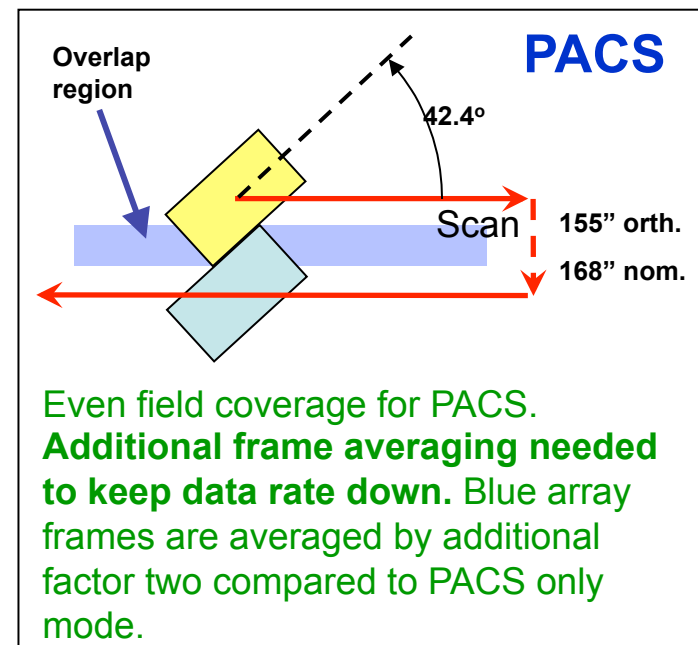 PACS
Overlap
region
42.4º
Scan
155” orth.
168” nom.
Even field coverage for PACS.
Additional frame averaging needed
to keep data rate down. Blue array
frames are averaged by additional
factor two compared to PACS only
mode.